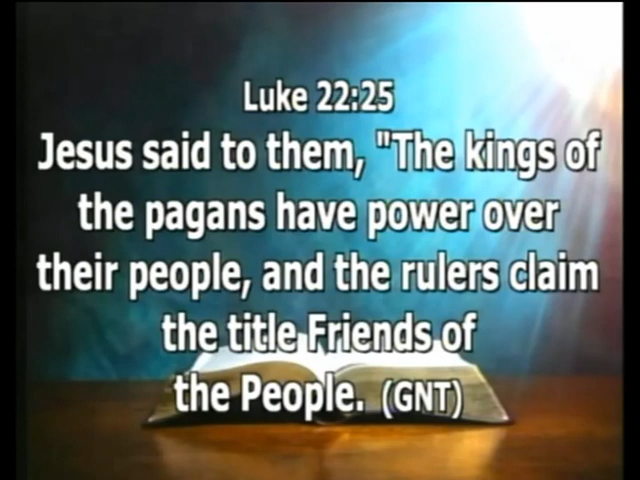 Luke 22:25
Jesus said to them, "The kings of
the pagans have power over
their people, and the rulers claim
the title Friends of
the People. (GNT)